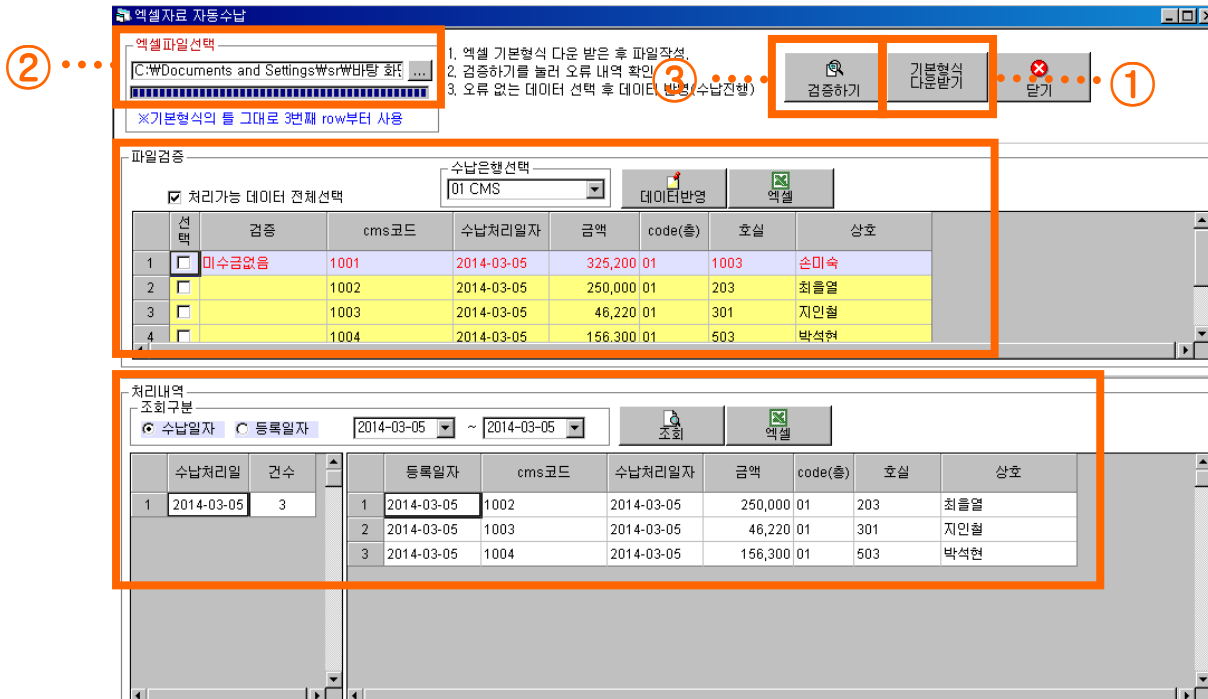 엑셀자료 자동수납
엑셀파일선택
C:₩Documents and Settings₩sr₩바탕 화면 ...
※기본형식의 틀 그대로 3번째 row부터 사용
1. 엑셀 기본형식 다운 받은 후 파일작성.
2. 검증하기를 눌러 오류 내역 확인
3. 오류 없는 데이터 선택 후 데이터 반영(수납진행)
검증하기
기본형식
다운받기
닫기
②
③
①
파일검증
처리가능 데이터 전체선택
수납은행선택
01 CMS
데이터반영
엑셀
선택 검증 cms코드 수납처리일자 금액 code(층) 호실 상호
1 미수금없음 1001 2014-03-05 325,200 01 1003 손미숙
2 1002 2014-03-05 250,000 01 203 최을열
3 1003 2014-03-05 46,220 01 301 지인철
4 1004 2014-03-05 156,300 01 503 박석현
처리내역
조회구분
수납일자 등록일자 2014-03-05 ~ 2014-03-05
조회
엑셀
수납처리일 건수
1 2014-03-05 3
등록일자 cms코드 수납처리일자 금액 code(층) 호실 상호
1 2014-03-05 1002 2014-03-05 250,000 01 203 최을열
2 2014-03-05 1003 2014-03-05 46,220 01 301 지인철
3 2014-03-05 1004 2014-03-05 156,300 01 503 박석현